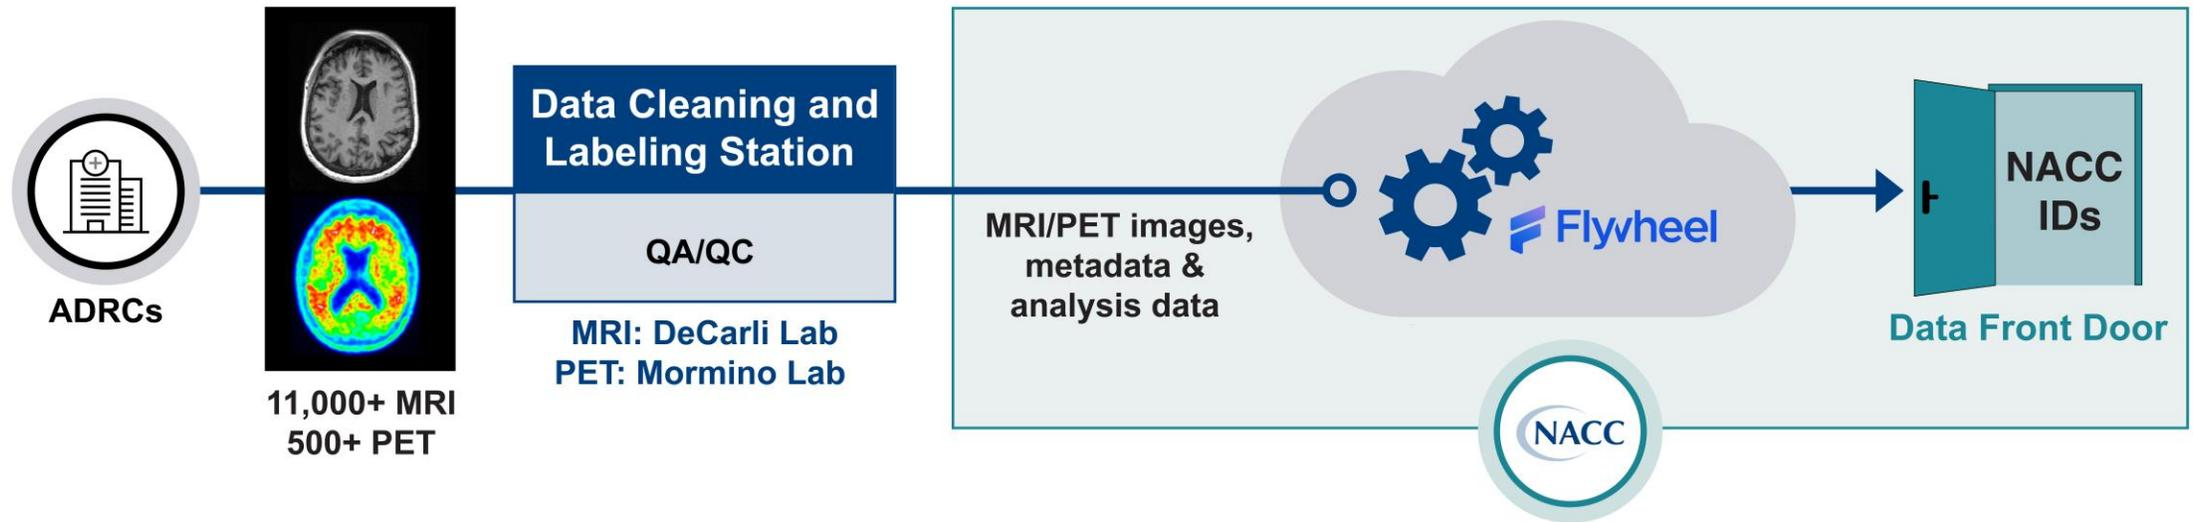 ADRCs
11,000+ MRI
500+ PET
Data Cleaning and
Labeling Station
QA/QC
MRI: DeCarli Lab
PET: Mormino Lab
MRI/PET images,
metadata &
analysis data
Flywheel
NACC
IDs
Data Front Door
NACC